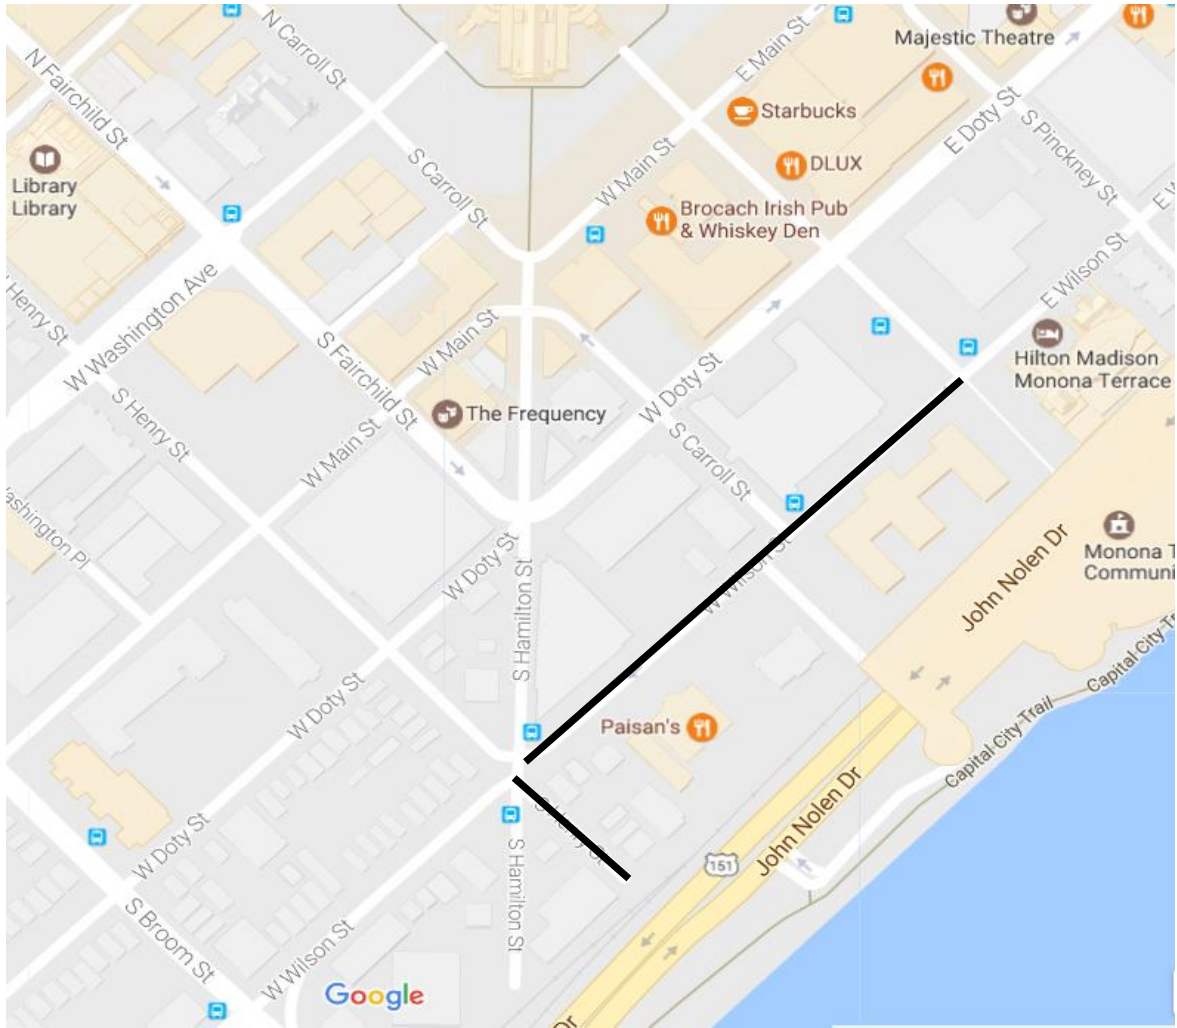 N Carroll St
Majestic Theatre
E Main St
N Fairchild St
Starbucks
E Doty St
S Pinckney St
Library
Library
S Carroll St
W Main St
DLUX
Brocach Irish Pub
& Whiskey Den
E Wilson St
W Washington Ave
Henry St
W Main St
S Fairchild St
Hilton Madison
Monona Terrace
W Doty St
S Henry St
The Frequency
W Main St
S Carroll St
ashington Pl
W Doty St
S Hamilton St
John Nolen Dr
Monona T
Communi
Capital City Tr
W Doty St
Paisan's
Capital City Trail
John Nolen Dr
151
W Doty St
S Hamilton St
S Broom St
W Wilson St
Google
Dr